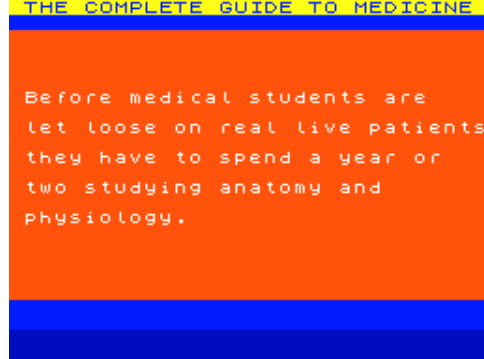 THE COMPLETE GUIDE TO MEDICINE
Before medical students are
let loose on real live patients
they have to spend a year or
two studying anatomy and
physiology.